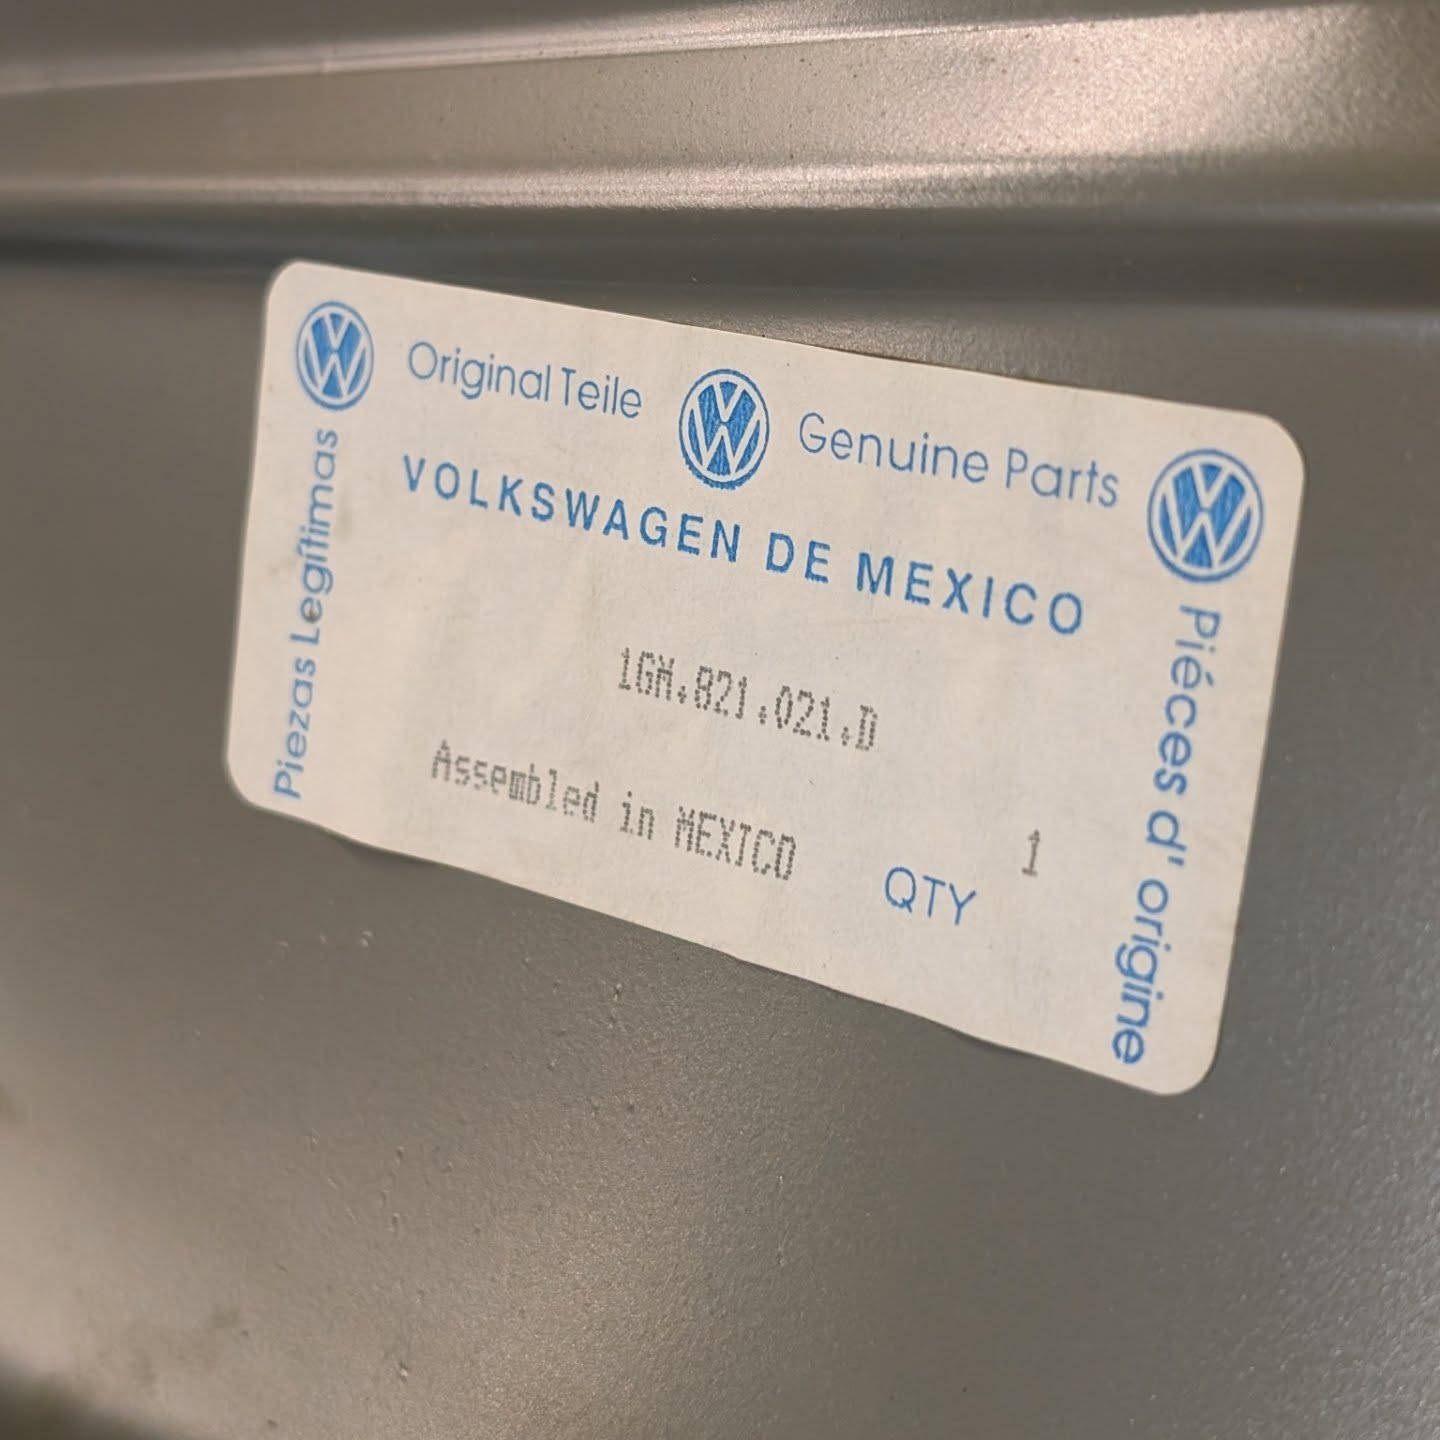 Original Teile
Genuine Parts
VOLKSWAGEN DE MEXICO
Piezas Legítimas
1GM.821.021.D
Assembled in MEXICO
QTY 1
Piéces d' origine